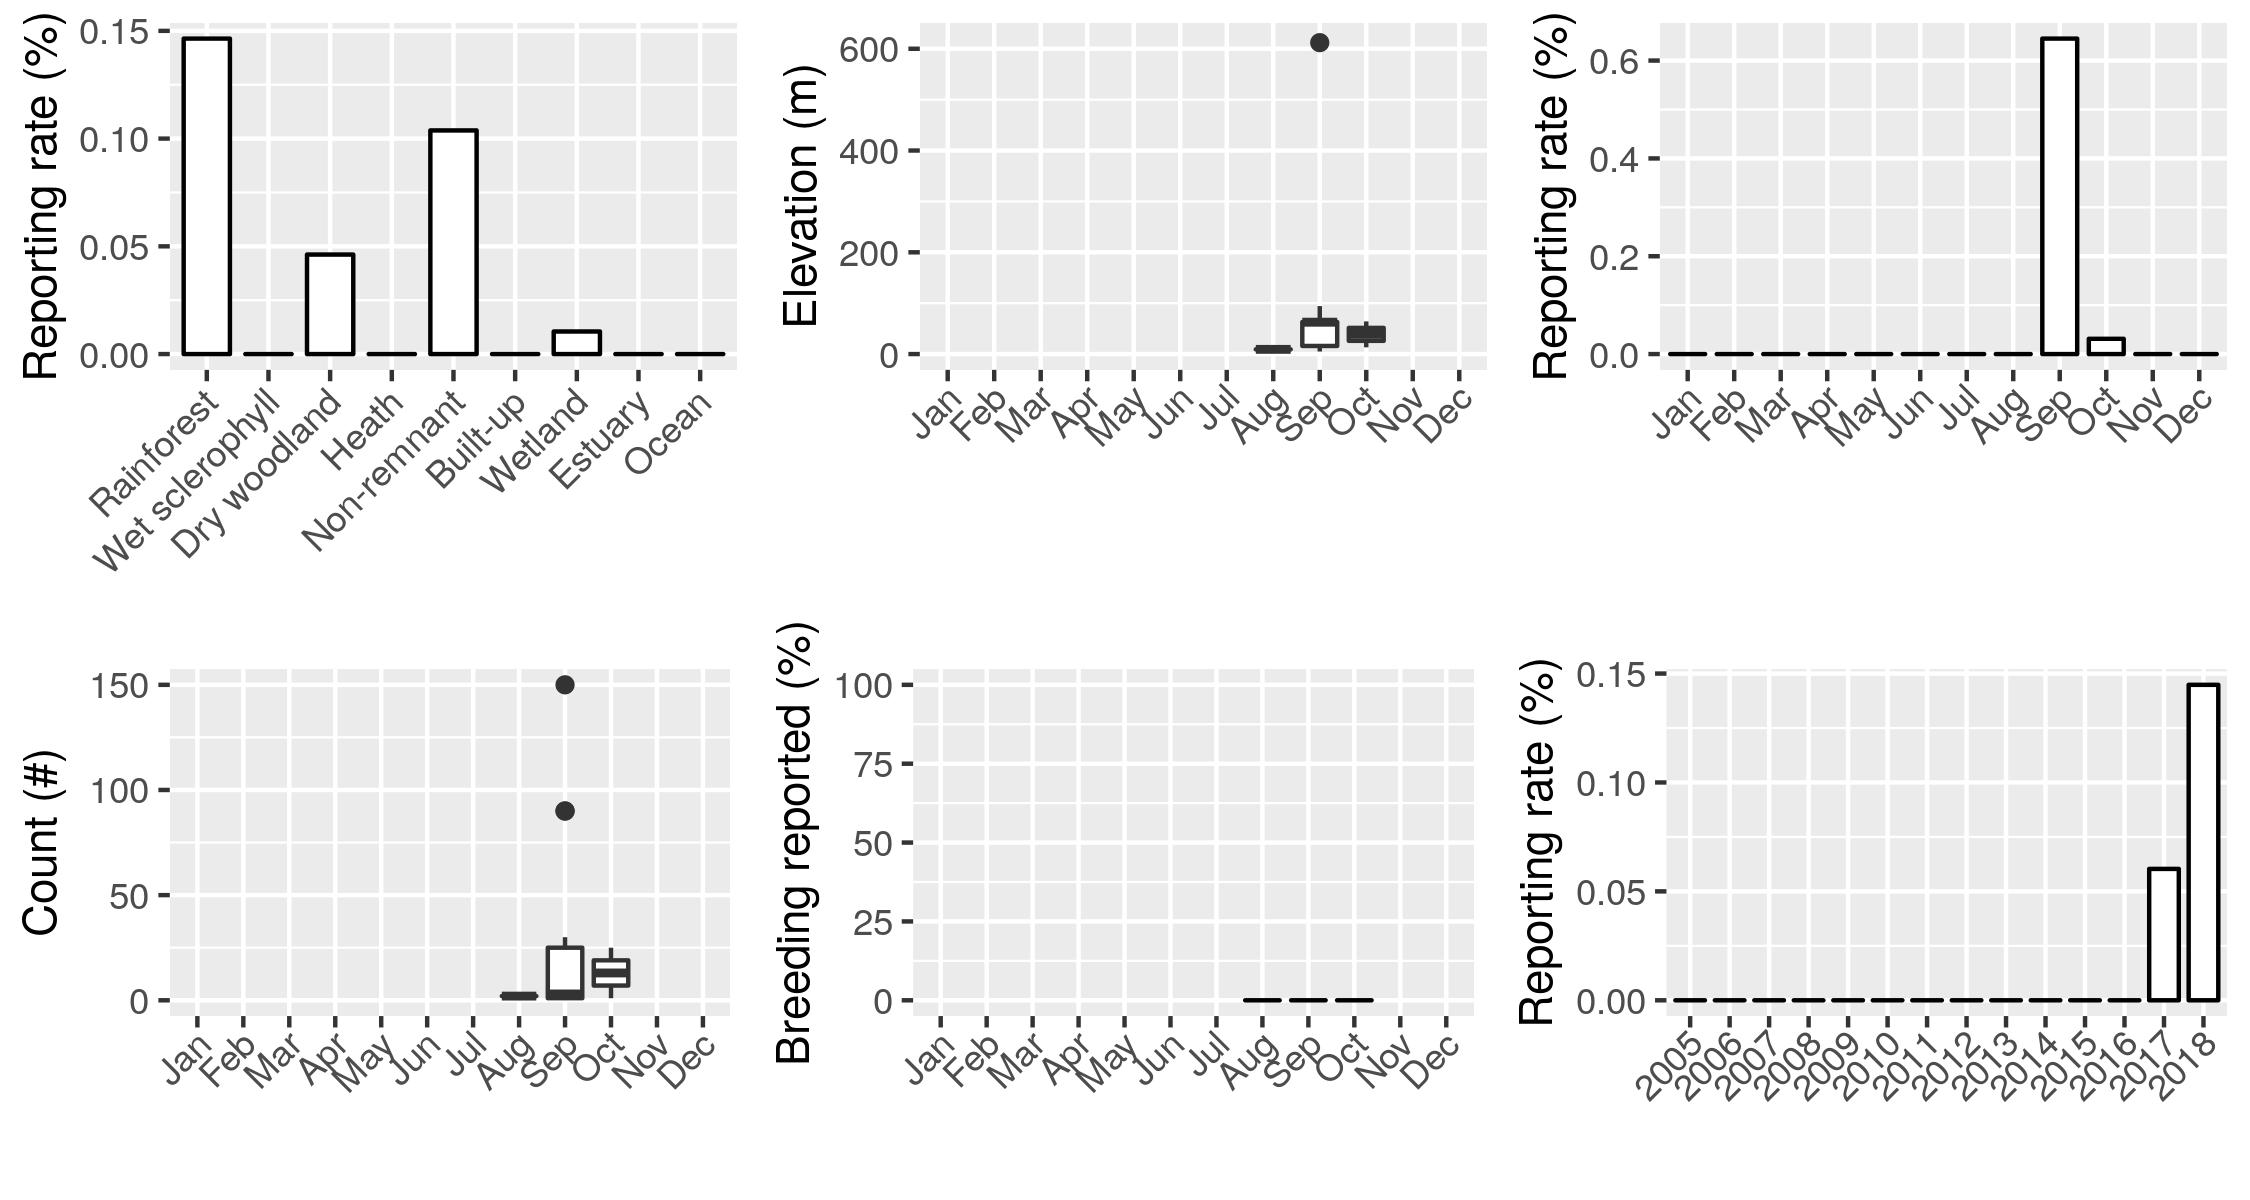 Reporting rate (%)
0.15
0.10
0.05
0.00
Rainforest
Wet sclerophyll
Dry woodland
Heath
Non-remnant
Built-up
Wetland
Estuary
Ocean
Elevation (m)
600
400
200
0
Jan
Feb
Mar
Apr
May
Jun
Jul
Aug
Sep
Oct
Nov
Dec
Reporting rate (%)
0.6
0.4
0.2
0.0
Jan
Feb
Mar
Apr
May
Jun
Jul
Aug
Sep
Oct
Nov
Dec
Count (#)
150
100
50
0
Jan
Feb
Mar
Apr
May
Jun
Jul
Aug
Sep
Oct
Nov
Dec
Breeding reported (%)
100
75
50
25
0
Jan
Feb
Mar
Apr
May
Jun
Jul
Aug
Sep
Oct
Nov
Dec
Reporting rate (%)
0.15
0.10
0.05
0.00
2005
2006
2007
2008
2009
2010
2011
2012
2013
2014
2015
2016
2017
2018